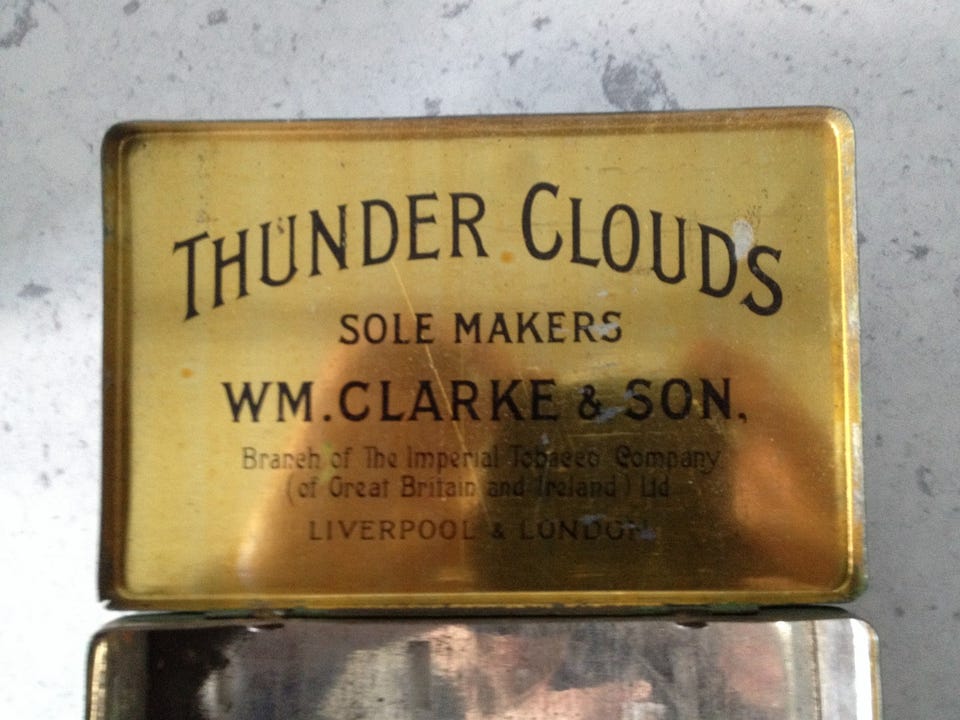 THUNDER CLOUDS
SOLE MAKERS
WM. CLARKE & SON,
Branch of The Imperial Tobacco Company
(of Great Britain and Ireland) Ltd
LIVERPOOL & LONDON.